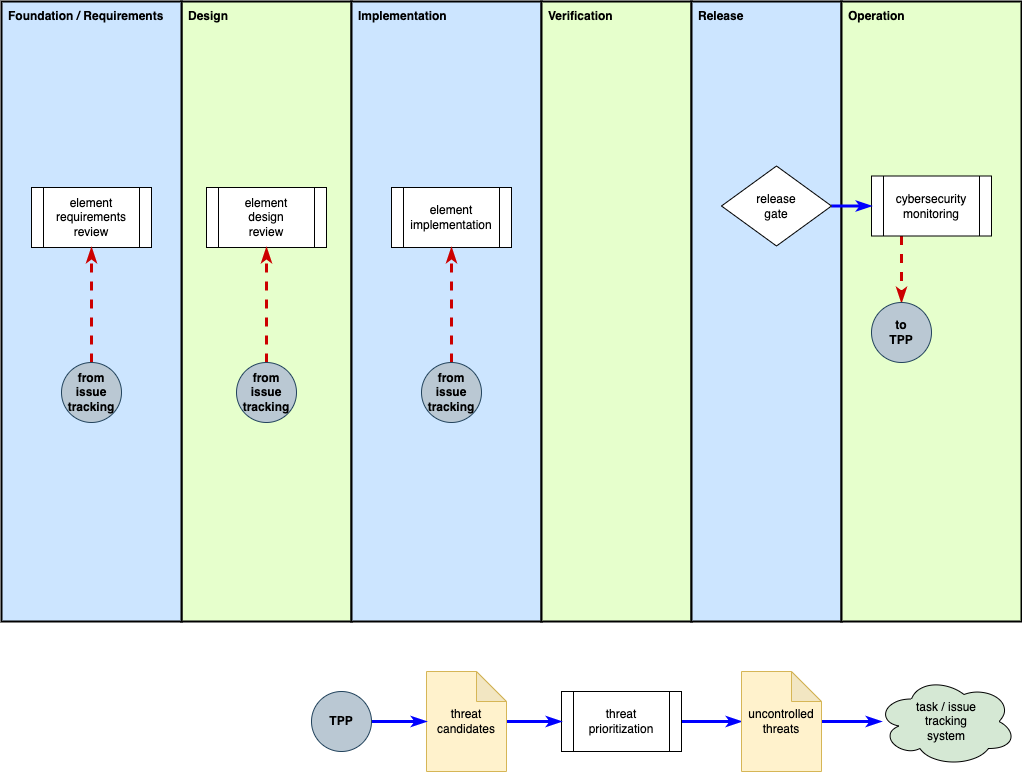 Foundation / Requirements
Design
Implementation
Verification
Release
Operation
element
requirements
review
element
design
review
element
implementation
release
gate
cybersecurity
monitoring
to
TPP
from
issue
tracking
from
issue
tracking
from
issue
tracking
TPP
threat
candidates
threat
prioritization
uncontrolled
threats
task / issue
tracking
system